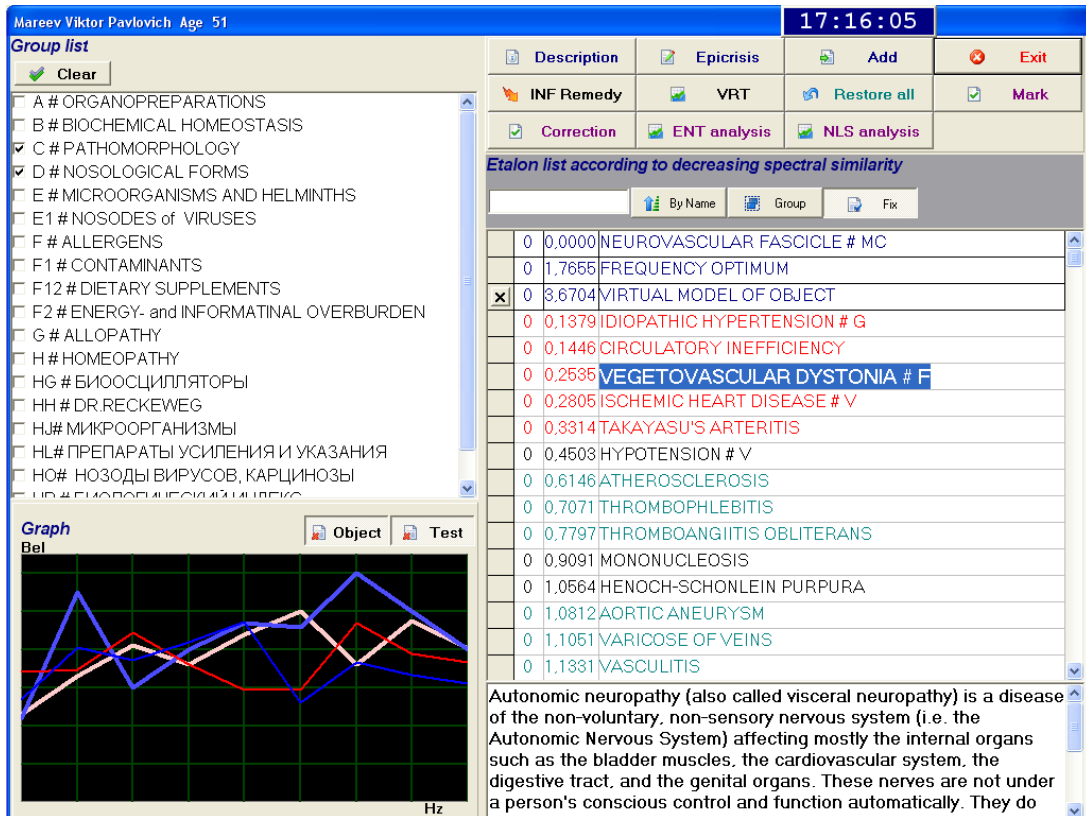 Mareev Viktor Pavlovich Age 51
17:16:05
Group list
Clear
A # ORGANOPREPARATIONS
B # BIOCHEMICAL HOMEOSTASIS
C # PATHOMORPHOLOGY
D # NOSOLOGICAL FORMS
E # MICROORGANISMS AND HELMINTHS
E1 # NOSODES of VIRUSES
F # ALLERGENS
F1 # CONTAMINANTS
F12 # DIETARY SUPPLEMENTS
F2 # ENERGY- and INFORMATINAL OVERBURDEN
G # ALLOPATHY
H # HOMEOPATHY
HG # БИООСЦИЛЛЯТОРЫ
HH # DR.RECKEWEG
HJ# МИКРООРГАНИЗМЫ
HL# ПРЕПАРАТЫ УСИЛЕНИЯ И УКАЗАНИЯ
HO# НОЗОДЫ ВИРУСОВ, КАРЦИНОЗЫ
Graph
Object Test
Bel
Hz
Description Epicrisis Add Exit
INF Remedy VRT Restore all Mark
Correction ENT analysis NLS analysis
Etalon list according to decreasing spectral similarity
By Name Group Fix
0 0,0000 NEUROVASCULAR FASCICLE # MC
0 1,7655 FREQUENCY OPTIMUM
0 3,6704 VIRTUAL MODEL OF OBJECT
0 0,1379 IDIOPATHIC HYPERTENSION # G
0 0,1446 CIRCULATORY INEFFICIENCY
0 0,2535 VEGETOVASCULAR DYSTONIA # F
0 0,2805 ISCHEMIC HEART DISEASE # V
0 0,3314 TAKAYASU'S ARTERITIS
0 0,4503 HYPOTENSION # V
0 0,6146 ATHEROSCLEROSIS
0 0,7071 THROMBOPHLEBITIS
0 0,7797 THROMBOANGIITIS OBLITERANS
0 0,9091 MONONUCLEOSIS
0 1,0564 HENOCH-SCHONLEIN PURPURA
0 1,0812 AORTIC ANEURYSM
0 1,1051 VARICOSE OF VEINS
0 1,1331 VASCULITIS
Autonomic neuropathy (also called visceral neuropathy) is a disease
of the non-voluntary, non-sensory nervous system (i.e. the
Autonomic Nervous System) affecting mostly the internal organs
such as the bladder muscles, the cardiovascular system, the
digestive tract, and the genital organs. These nerves are not under
a person's conscious control and function automatically. They do